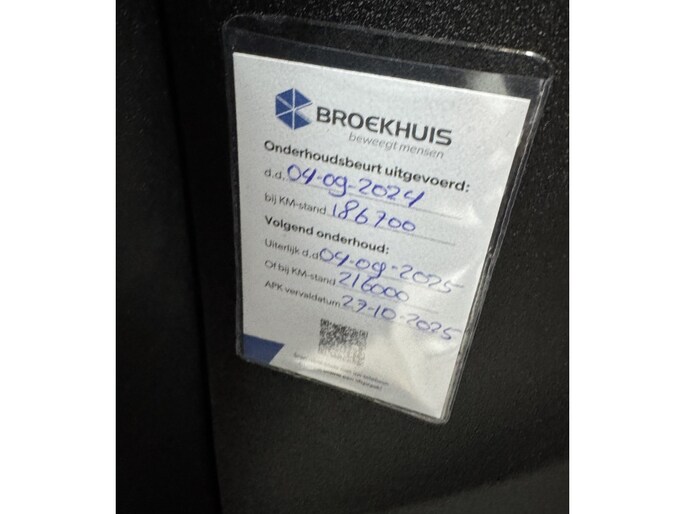 BROEKHUIS
beweegt mensen
Onderhoudsbeurt uitgevoerd:
d.d. 04-09-2024
bij KM-stand 186700
Volgend onderhoud:
Uiterlijk d.d 04-09-2025
Of bij KM-stand 216000
APK vervaldatum 27-10-2025